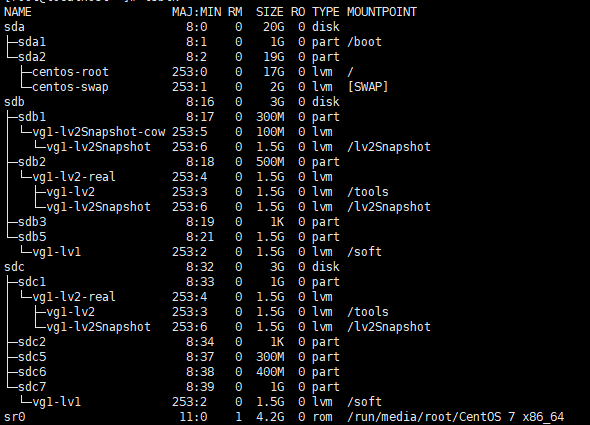 NAME MAJ:MIN RM SIZE RO TYPE MOUNTPOINT
sda 8:0 0 20G 0 disk
├─sda1 8:1 0 1G 0 part /boot
└─sda2 8:2 0 19G 0 part
  ├─centos-root 253:0 0 17G 0 lvm /
  └─centos-swap 253:1 0 2G 0 lvm [SWAP]
sdb 8:16 0 3G 0 disk
├─sdb1 8:17 0 300M 0 part
│ └─vg1-lv2Snapshot-cow 253:5 0 100M 0 lvm
│   └─vg1-lv2Snapshot 253:6 0 1.5G 0 lvm /lv2Snapshot
├─sdb2 8:18 0 500M 0 part
│ └─vg1-lv2-real 253:4 0 1.5G 0 lvm
│   ├─vg1-lv2 253:3 0 1.5G 0 lvm /tools
│   └─vg1-lv2Snapshot 253:6 0 1.5G 0 lvm /lv2Snapshot
├─sdb3 8:19 0 1K 0 part
└─sdb5 8:21 0 1.5G 0 part
  └─vg1-lv1 253:2 0 1.5G 0 lvm /soft
sdc 8:32 0 3G 0 disk
├─sdc1 8:33 0 1G 0 part
│ └─vg1-lv2-real 253:4 0 1.5G 0 lvm
│   ├─vg1-lv2 253:3 0 1.5G 0 lvm /tools
│   └─vg1-lv2Snapshot 253:6 0 1.5G 0 lvm /lv2Snapshot
├─sdc2 8:34 0 1K 0 part
├─sdc5 8:37 0 300M 0 part
├─sdc6 8:38 0 400M 0 part
└─sdc7 8:39 0 1G 0 part
  └─vg1-lv1 253:2 0 1.5G 0 lvm /soft
sr0 11:0 1 4.2G 0 rom /run/media/root/CentOS 7 x86_64